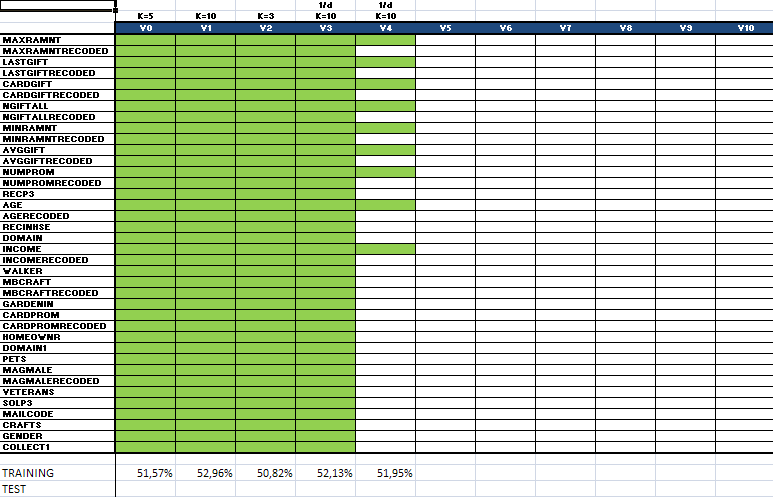 1/d 1/d
K=5 K=10 K=3 K=10 K=10
V0 V1 V2 V3 V4 V5 V6 V7 V8 V9 V10
MAXRAMNT
MAXRAMNTRECODED
LASTGIFT
LASTGIFTRECODED
CARDGIFT
CARDGIFTRECODED
NGIFTALL
NGIFTALLRECODED
MINRAMNT
MINRAMNTRECODED
AVGGIFT
AVGGIFTRECODED
NUMPROM
NUMPROMRECODED
RECP3
AGE
AGERECODED
RECINHSE
DOMAIN
INCOME
INCOMERECODED
WALKER
MBCRAFT
MBCRAFTRECODED
GARDENIN
CARDPROM
CARDPROMRECODED
HOMEOWNR
DOMAIN1
PETS
MAGMALE
MAGMALERECODED
VETERANS
SOLP3
MAILCODE
CRAFTS
GENDER
COLLECT1
TRAINING 51,57% 52,96% 50,82% 52,13% 51,95%
TEST